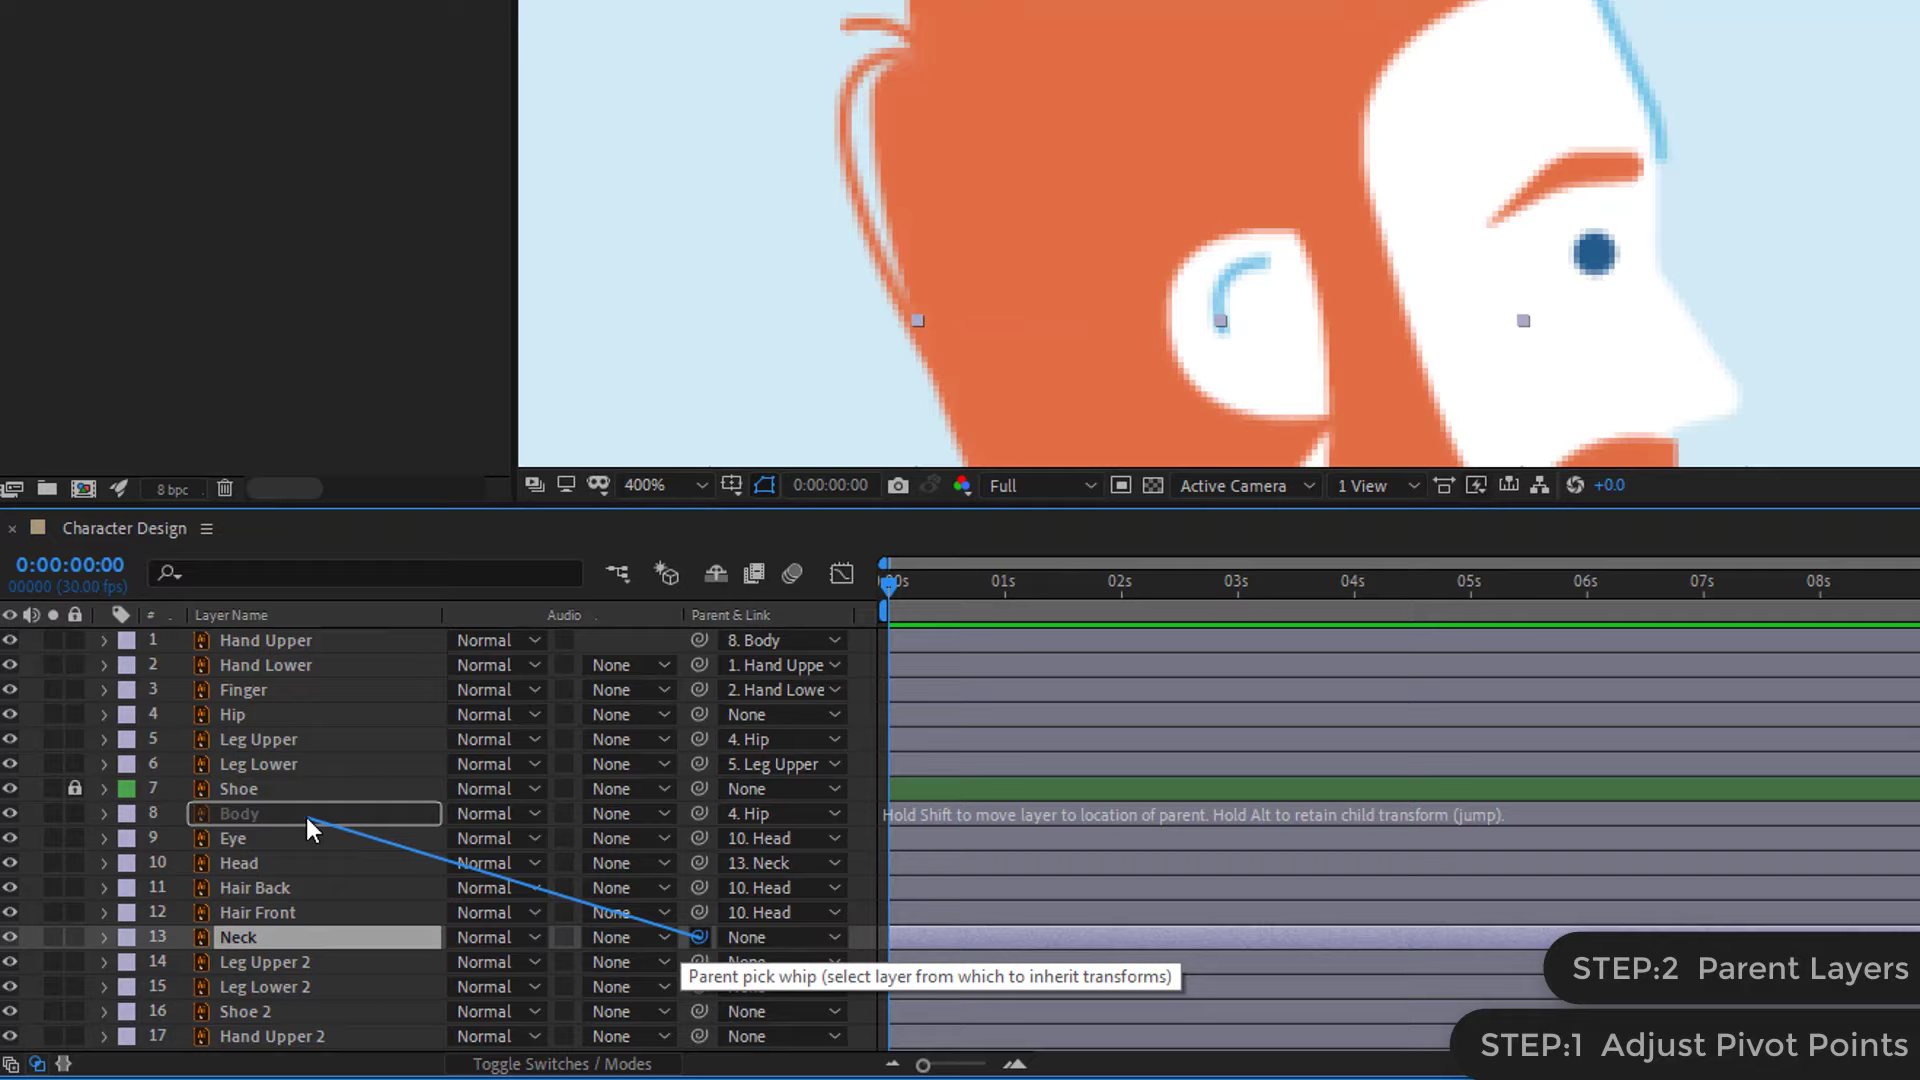 8 bpc
400%
0:00:00:00
Full
Active Camera
1 View
+0.0
Character Design
0:00:00:00
00000 (30.00 fps)
00s 01s 02s 03s 04s 05s 06s 07s 08s
# Layer Name Audio Parent & Link
1 Hand Upper Normal 8. Body
2 Hand Lower Normal None 1. Hand Uppe
3 Finger Normal None 2. Hand Lowe
4 Hip Normal None None
5 Leg Upper Normal None 4. Hip
6 Leg Lower Normal None 5. Leg Upper
7 Shoe Normal None None
8 Body Normal None 4. Hip
Hold Shift to move layer to location of parent. Hold Alt to retain child transform (jump).
9 Eye Normal None 10. Head
10 Head Normal None 13. Neck
11 Hair Back Normal None 10. Head
12 Hair Front Normal None 10. Head
13 Neck Normal None None
14 Leg Upper 2 Normal None
Parent pick whip (select layer from which to inherit transforms)
15 Leg Lower 2 Normal None
16 Shoe 2 Normal None None
17 Hand Upper 2 Normal None None
Toggle Switches / Modes
STEP:2 Parent Layers
STEP:1 Adjust Pivot Points